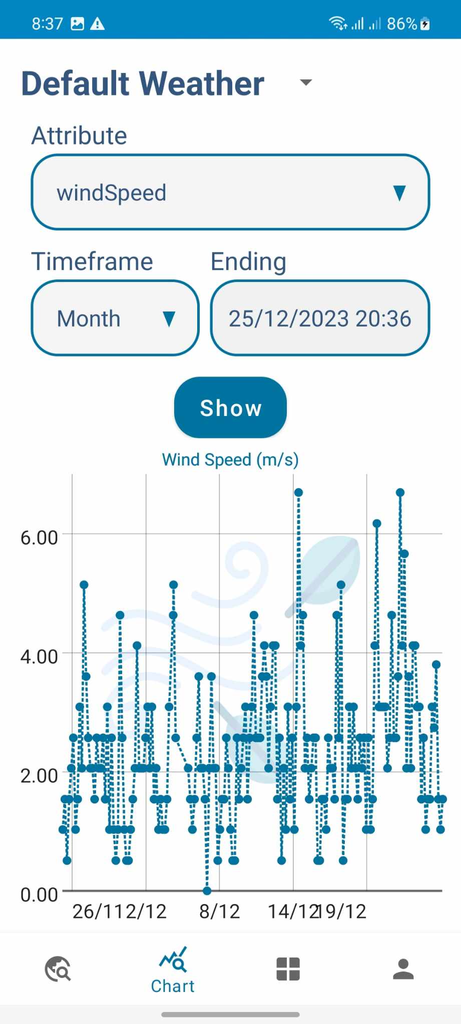 8:37 86%
Default Weather
Attribute
windSpeed
Timeframe Ending
Month 25/12/2023 20:36
Show
Wind Speed (m/s)
6.00
4.00
2.00
0.00
26/11 2/12 8/12 14/12 19/12
Chart